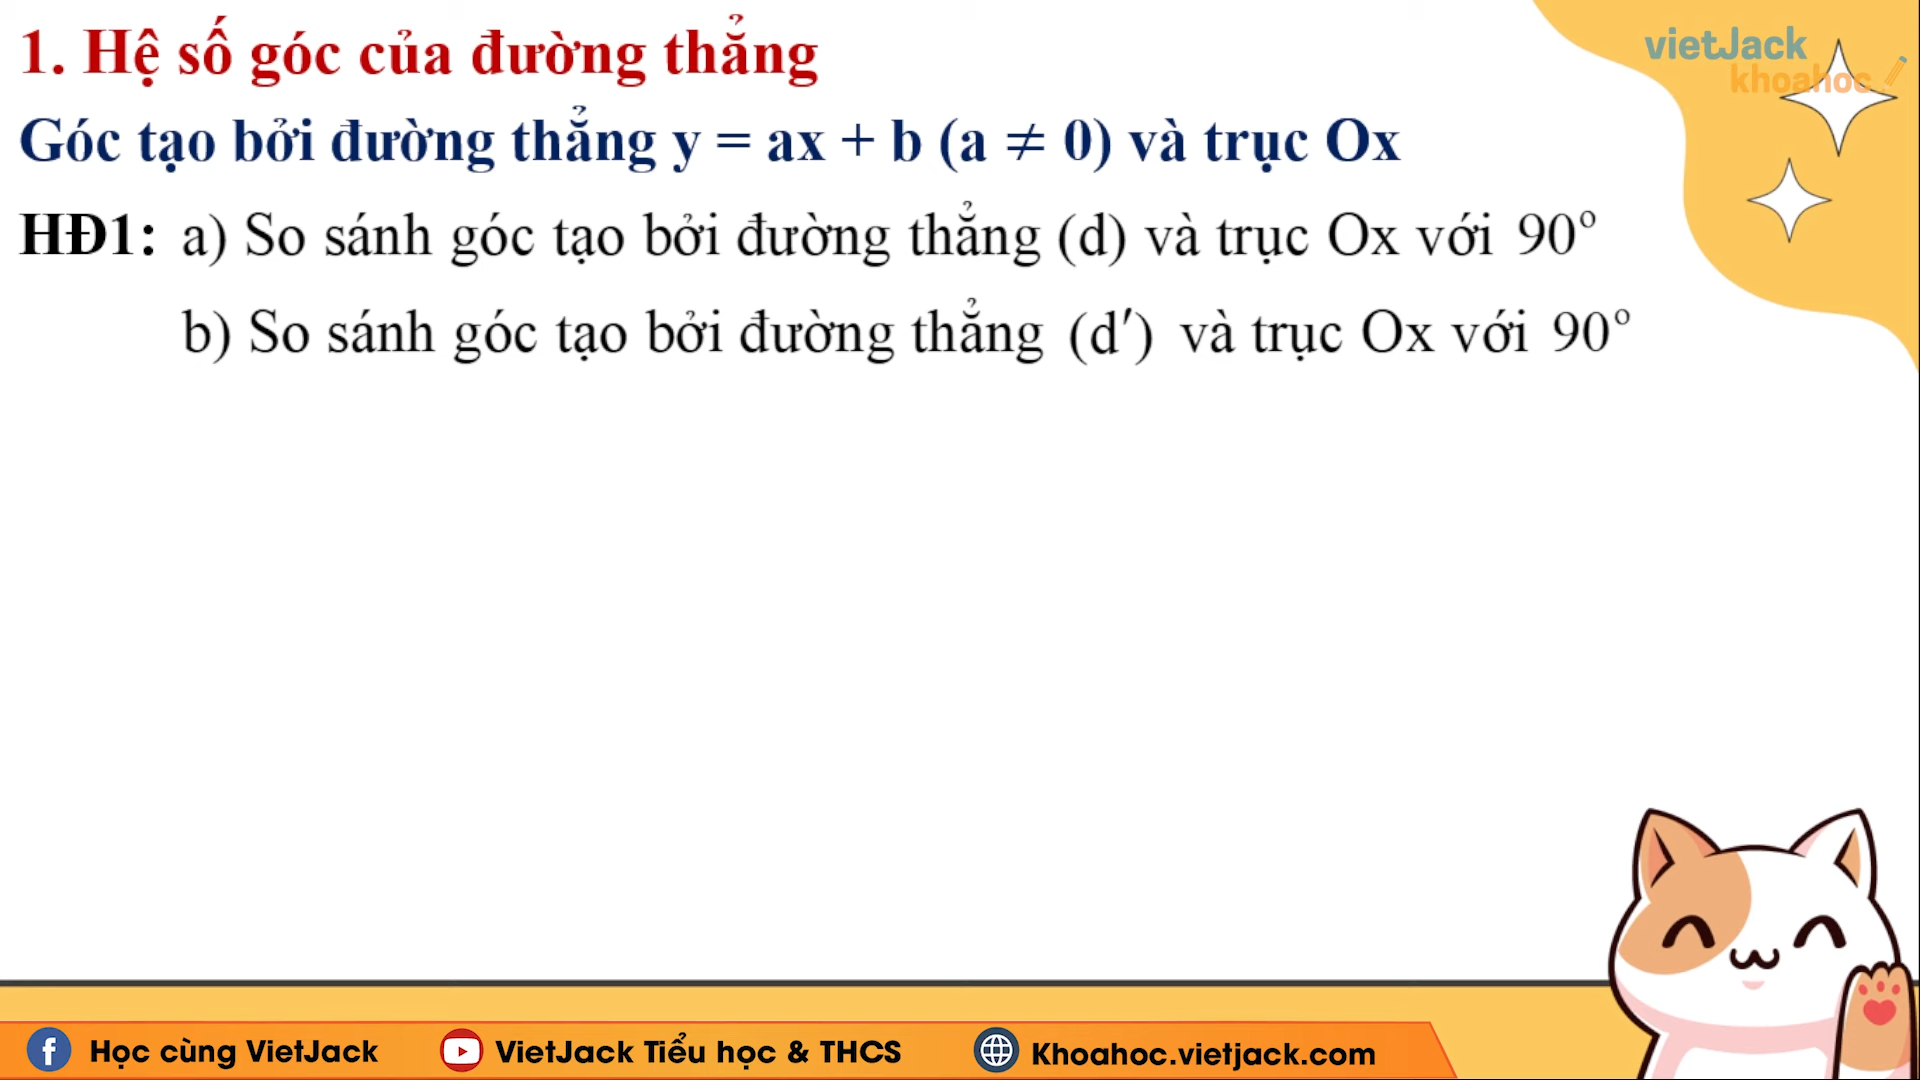 1. Hệ số góc của đường thẳng
Góc tạo bởi đường thẳng y = ax + b (a ≠ 0) và trục Ox
HĐ1: a) So sánh góc tạo bởi đường thẳng (d) và trục Ox với 90°
b) So sánh góc tạo bởi đường thẳng (d′) và trục Ox với 90°
vietJack
khoahoc
Học cùng VietJack
VietJack Tiểu học & THCS
Khoahoc.vietjack.com